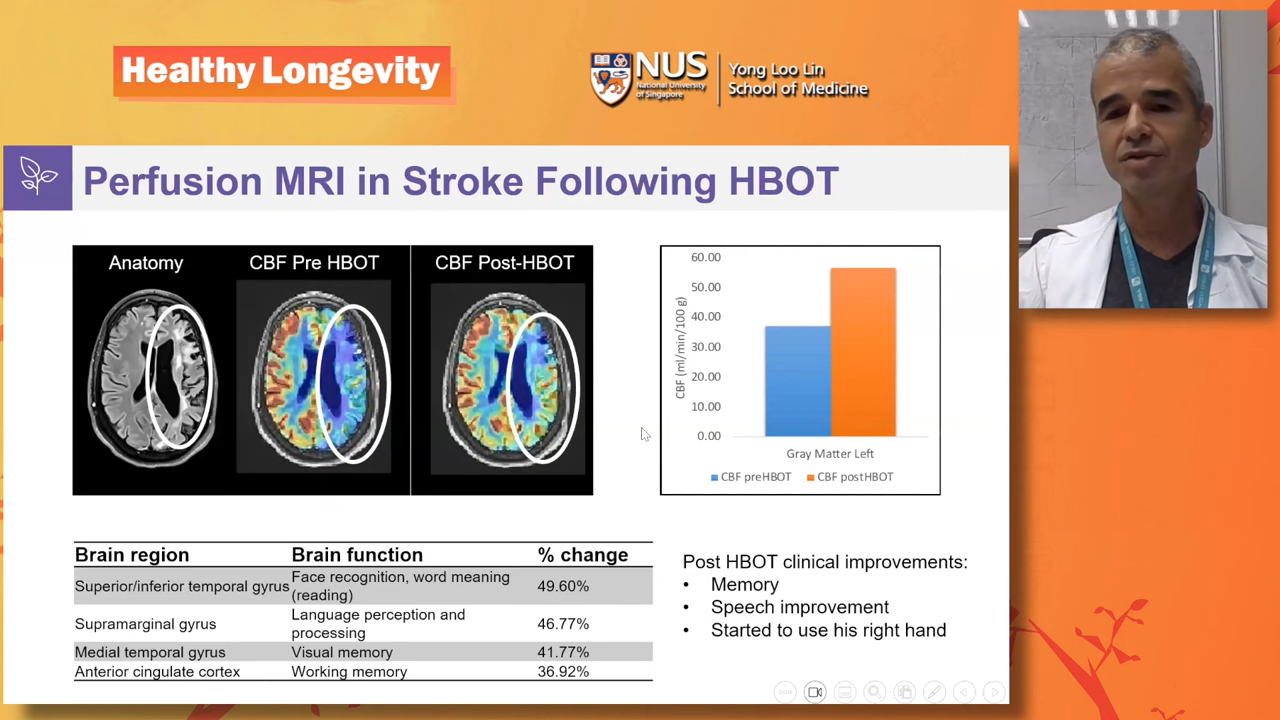 Healthy Longevity
NUS
National University
of Singapore
Yong Loo Lin
School of Medicine
Perfusion MRI in Stroke Following HBOT
Anatomy
CBF Pre HBOT
CBF Post-HBOT
CBF (ml/min/100 g)
60.00
50.00
40.00
30.00
20.00
10.00
0.00
Gray Matter Left
CBF preHBOT
CBF postHBOT
Brain region Brain function % change
Superior/inferior temporal gyrus Face recognition, word meaning (reading) 49.60%
Supramarginal gyrus Language perception and processing 46.77%
Medial temporal gyrus Visual memory 41.77%
Anterior cingulate cortex Working memory 36.92%
Post HBOT clinical improvements:
• Memory
• Speech improvement
• Started to use his right hand